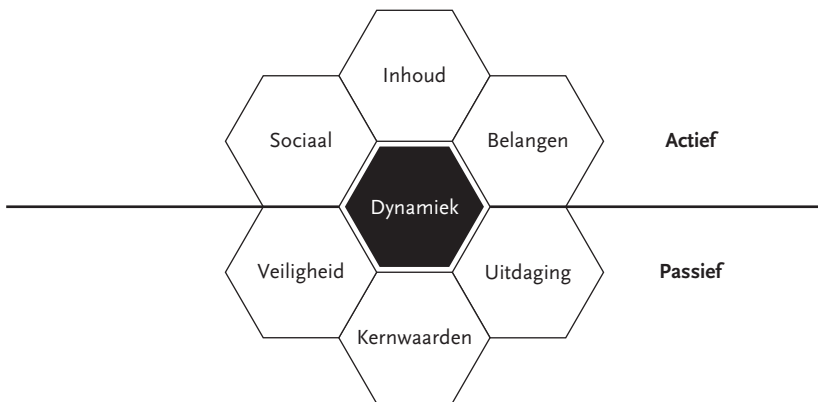 Inhoud
Sociaal
Belangen
Actief
Dynamiek
Veiligheid
Uitdaging
Passief
Kernwaarden